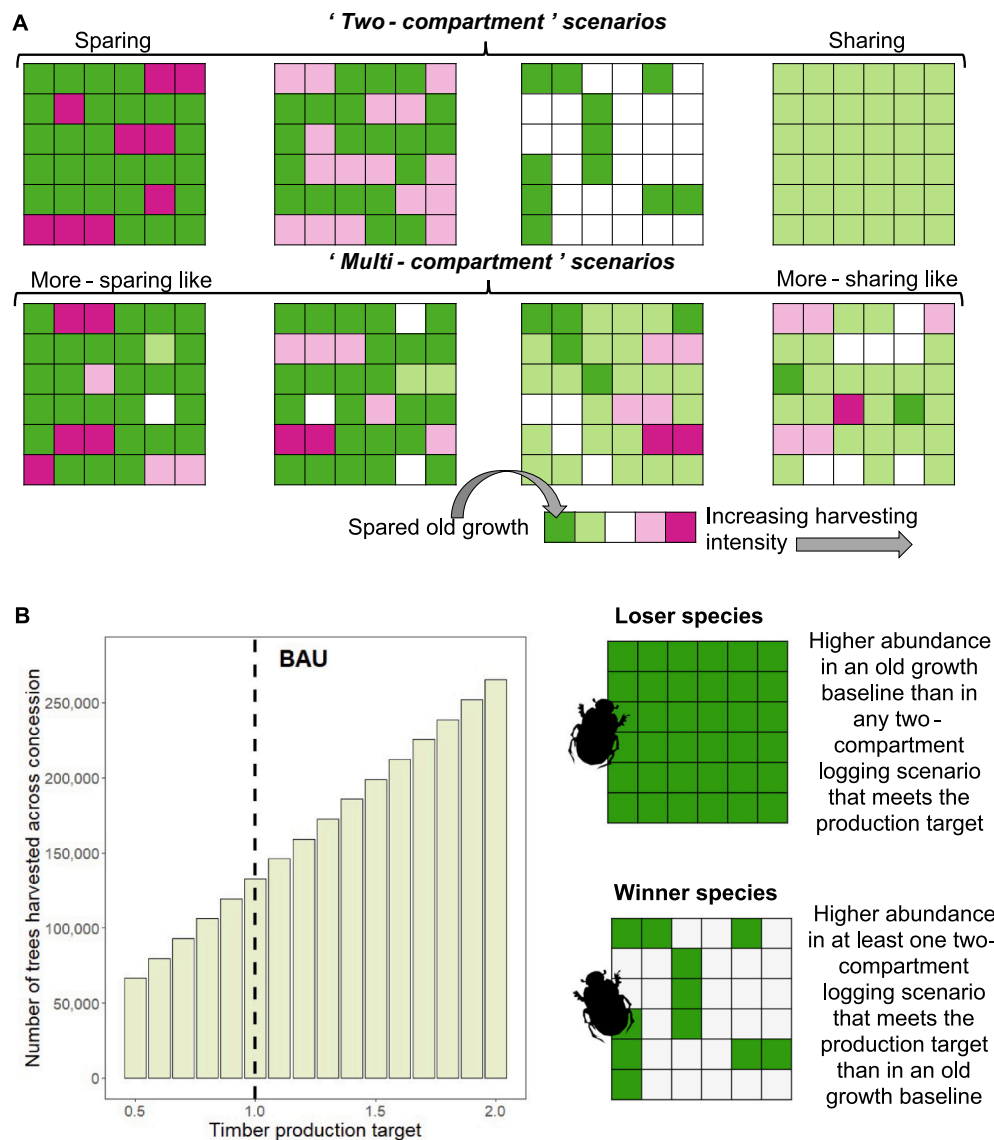 A
‘ Two - compartment ’ scenarios
Sparing
Sharing
‘ Multi - compartment ’ scenarios
More - sparing like
More - sharing like
Spared old growth
Increasing harvesting
intensity
B
BAU
Number of trees harvested across concession
250,000
200,000
150,000
100,000
50,000
0
0.5
1.0
1.5
2.0
Timber production target
Loser species
Higher abundance
in an old growth
baseline than in
any two -
compartment
logging scenario
that meets the
production target
Winner species
Higher abundance
in at least one two-
compartment
logging scenario
that meets the
production target
than in an old
growth baseline